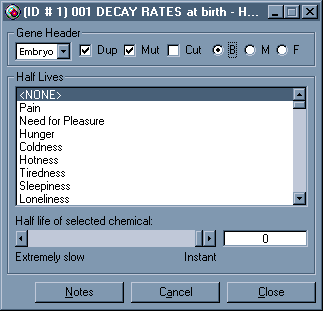 (ID # 1) 001 DECAY RATES at birth - H...
Gene Header
Embryo Dup Mut Cut B M F
Half Lives
<NONE>
Pain
Need for Pleasure
Hunger
Coldness
Hotness
Tiredness
Sleepiness
Loneliness
Half life of selected chemical:
0
Extremely slow Instant
Notes Cancel Close